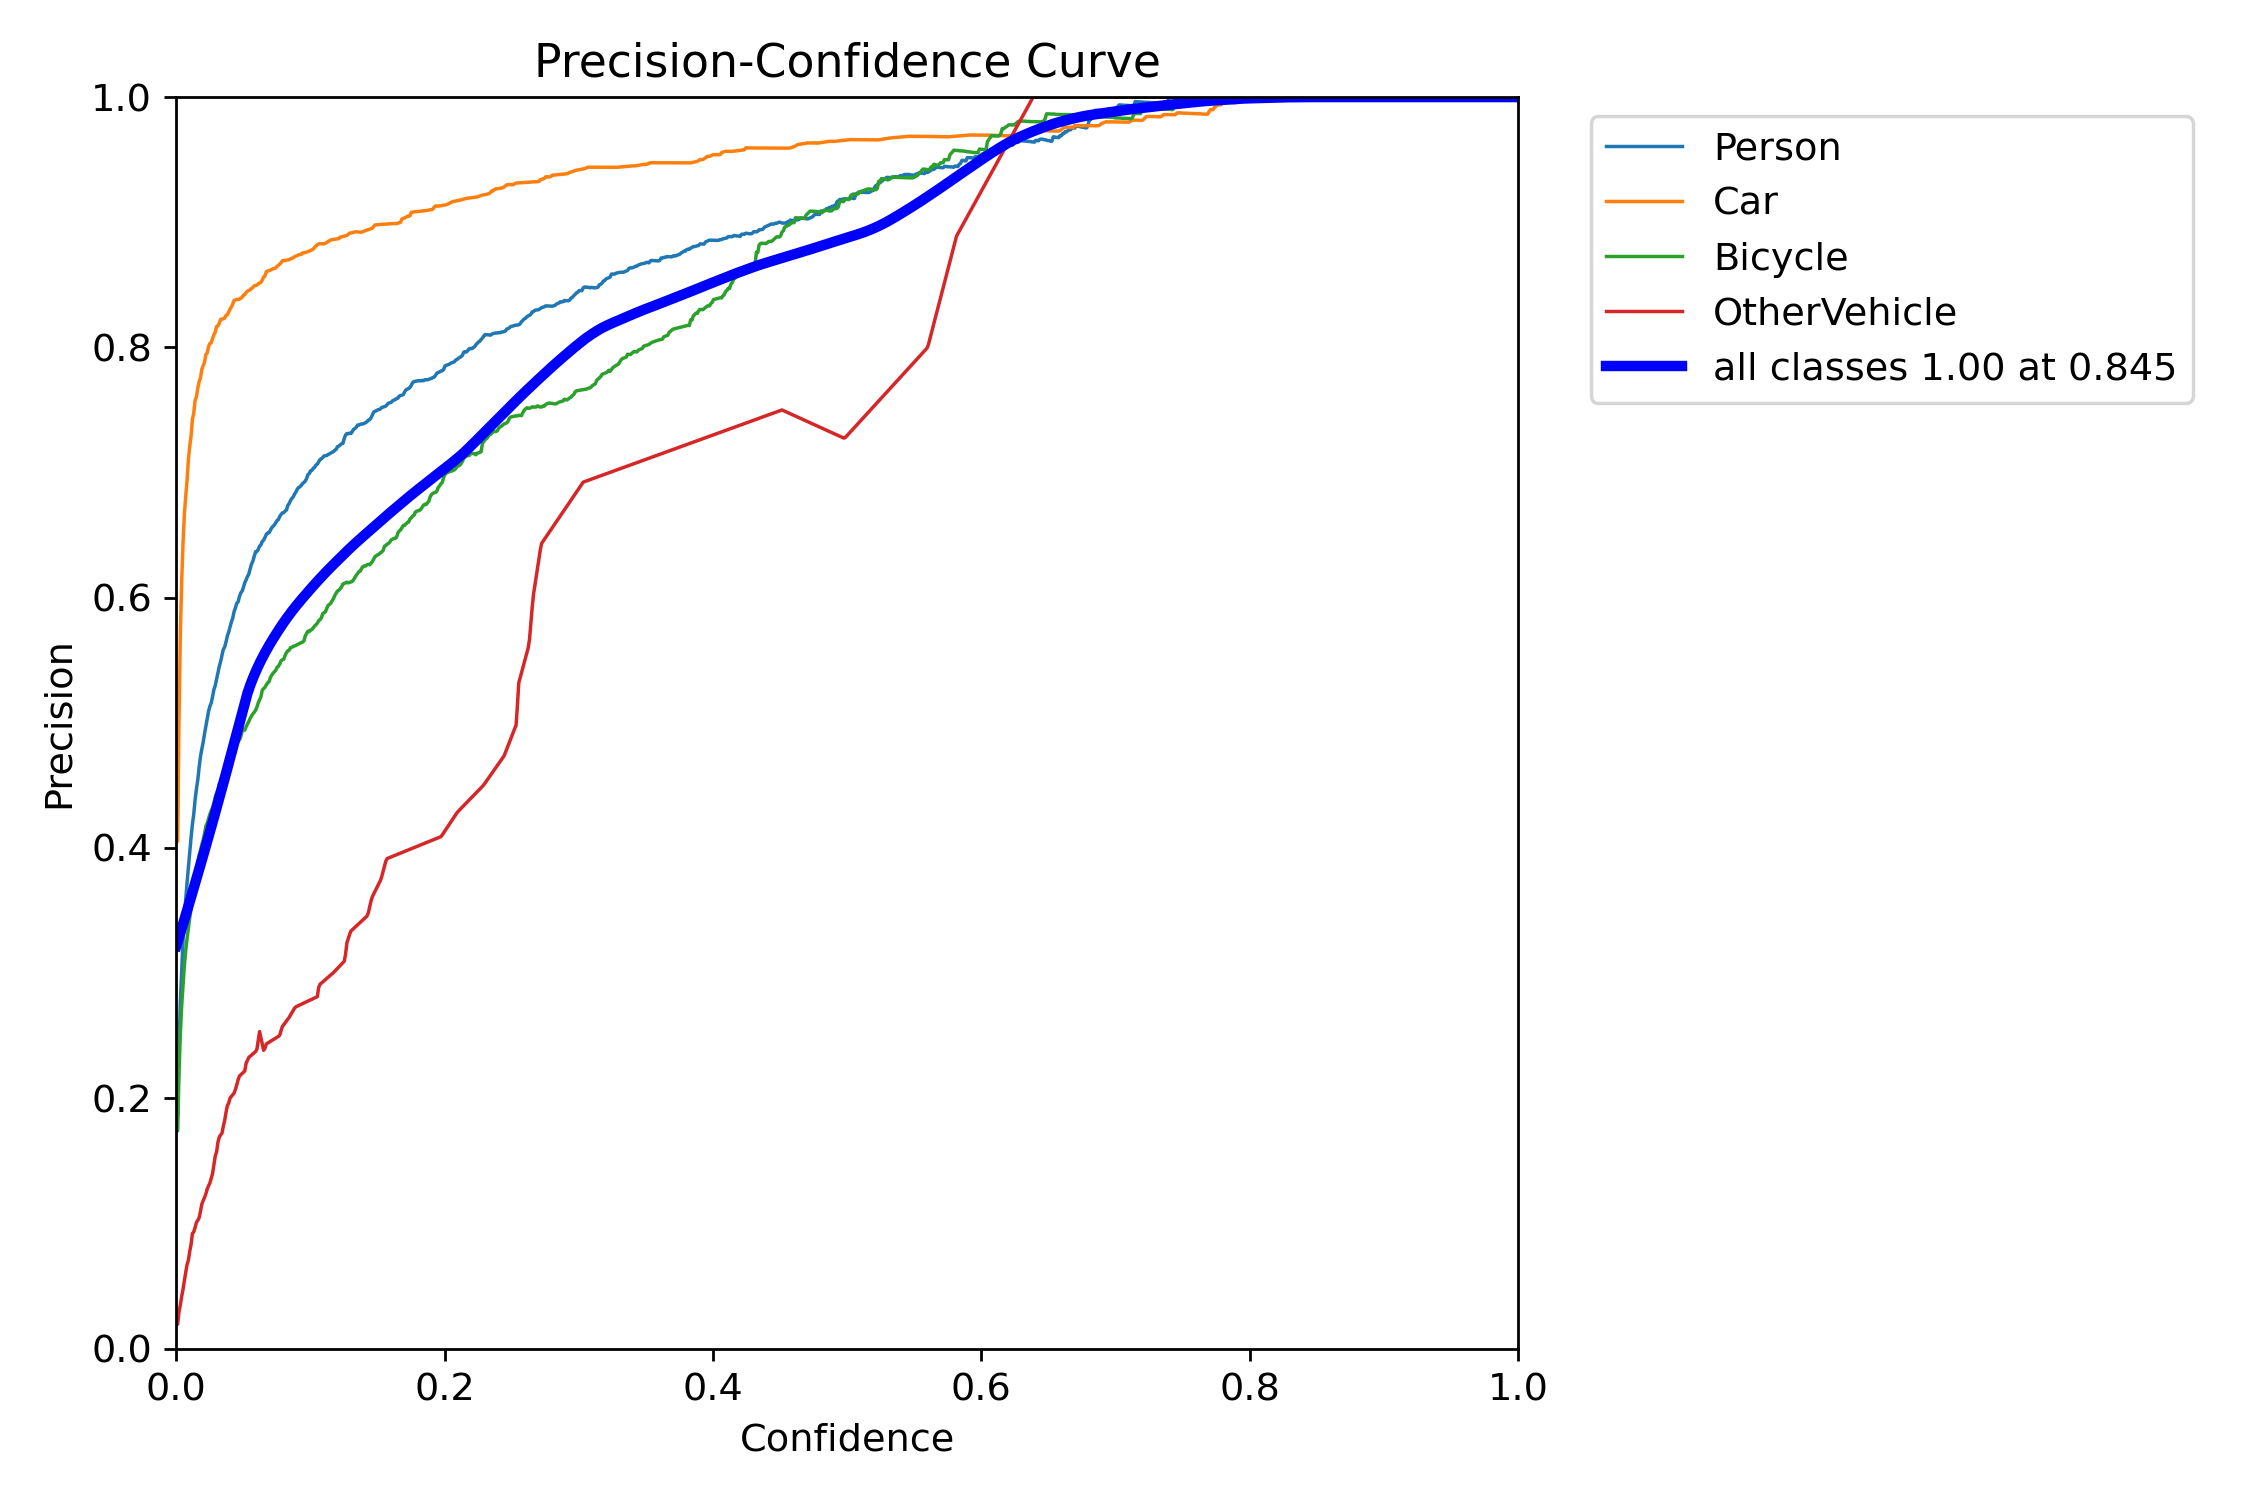 Precision-Confidence Curve
1.0
0.8
0.6
0.4
0.2
0.0
Precision
0.0 0.2 0.4 0.6 0.8 1.0
Confidence
Person
Car
Bicycle
OtherVehicle
all classes 1.00 at 0.845